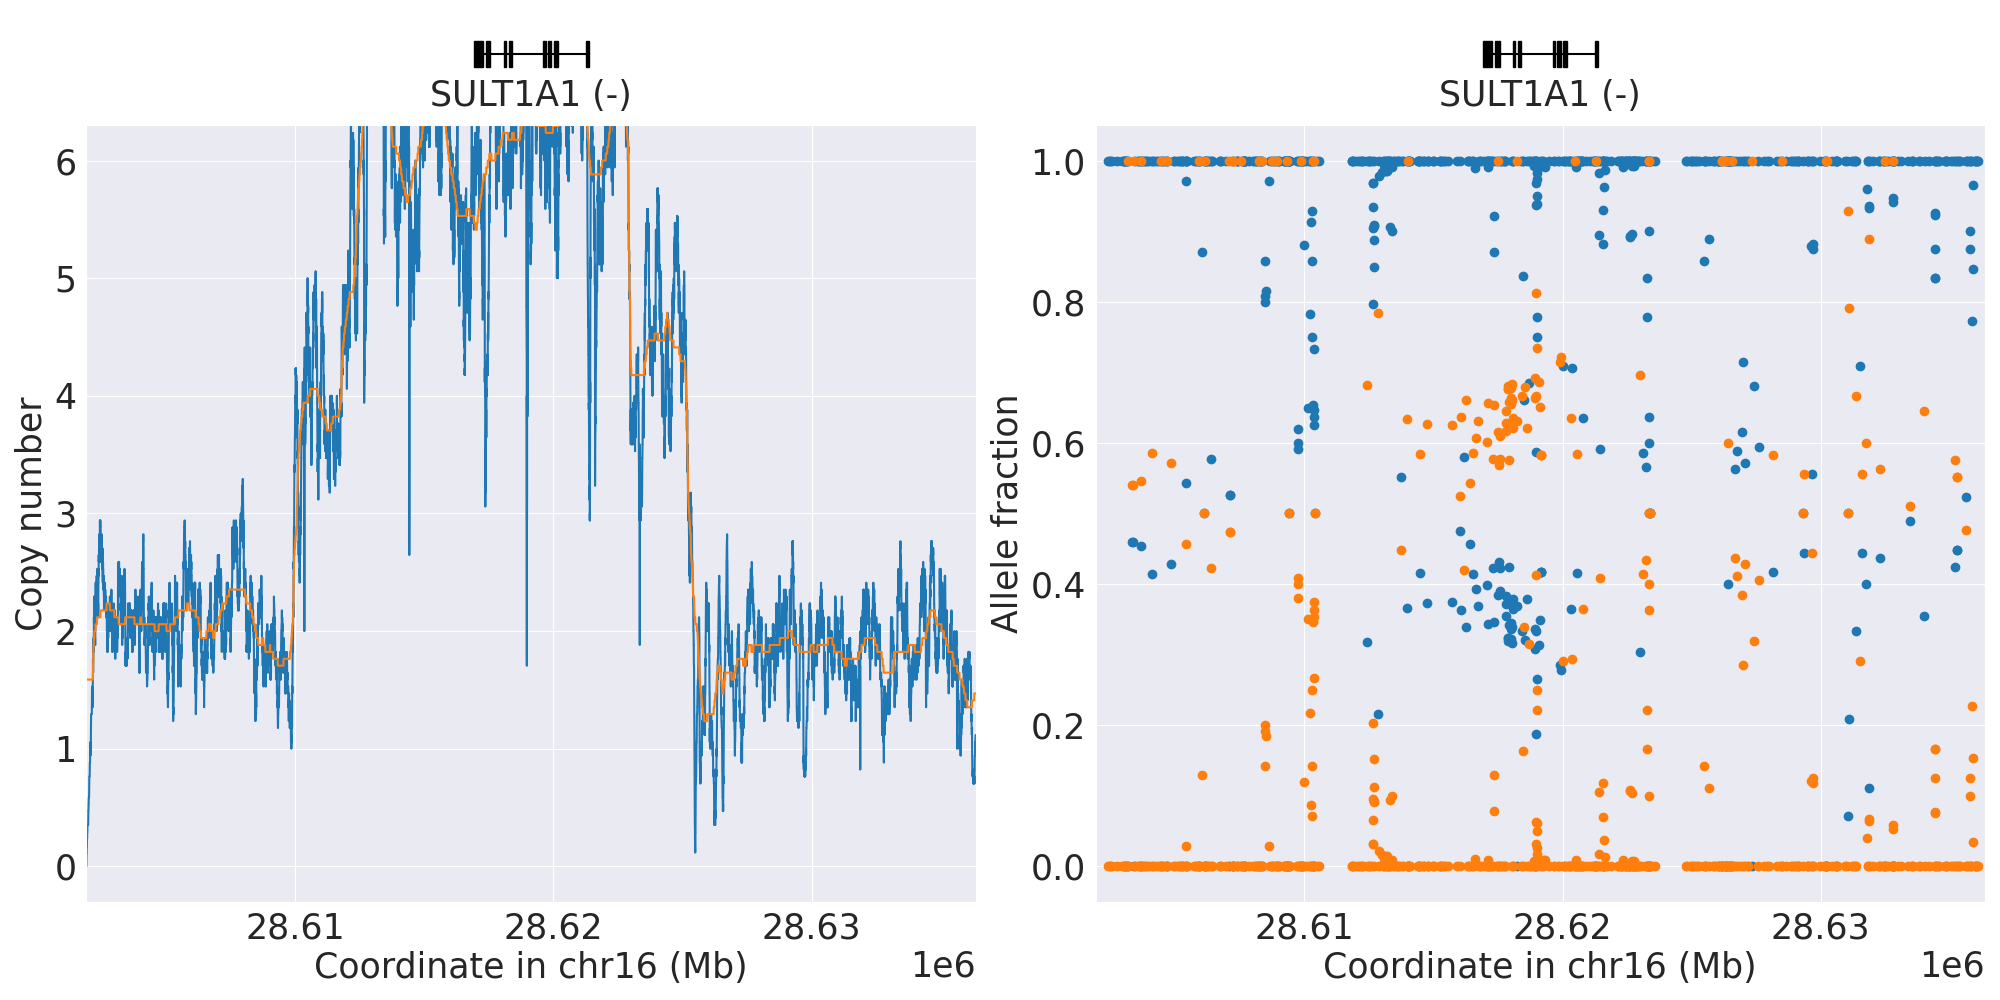 SULT1A1 (-)
Copy number
6
5
4
3
2
1
0
28.61
28.62
28.63
Coordinate in chr16 (Mb)
1e6
SULT1A1 (-)
Allele fraction
1.0
0.8
0.6
0.4
0.2
0.0
28.61
28.62
28.63
Coordinate in chr16 (Mb)
1e6